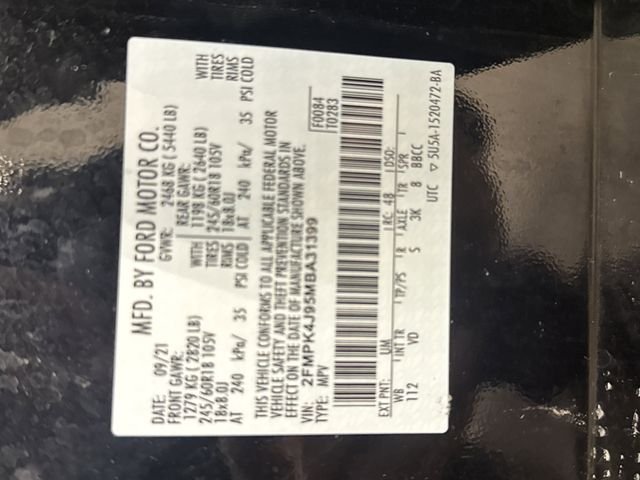 MFD. BY FORD MOTOR CO.
DATE: 09/21 GVWR: 2468 KG ( 5440 LB)
FRONT GAWR: REAR GAWR:
1279 KG ( 2820 LB) WITH 1198 KG ( 2640 LB) WITH
245/60R18 105V TIRES 245/60R18 105V TIRES
18x8.0J RIMS 18x8.0J RIMS
AT 240 kPa/ 35 PSI COLD AT 240 kPa/ 35 PSI COLD
THIS VEHICLE CONFORMS TO ALL APPLICABLE FEDERAL MOTOR
VEHICLE SAFETY AND THEFT PREVENTION STANDARDS IN
EFFECT ON THE DATE OF MANUFACTURE SHOWN ABOVE.
VIN: 2FMPK4J95MBA31399 F0084
TYPE: MPV T0283
EXT PNT: UM RC: 48 DSO:
WB INT TR TP/PS R AXLE TR SPR
112 VD S 3K 8 BBCC
UTC ▽ 5U5A-1520472-BA